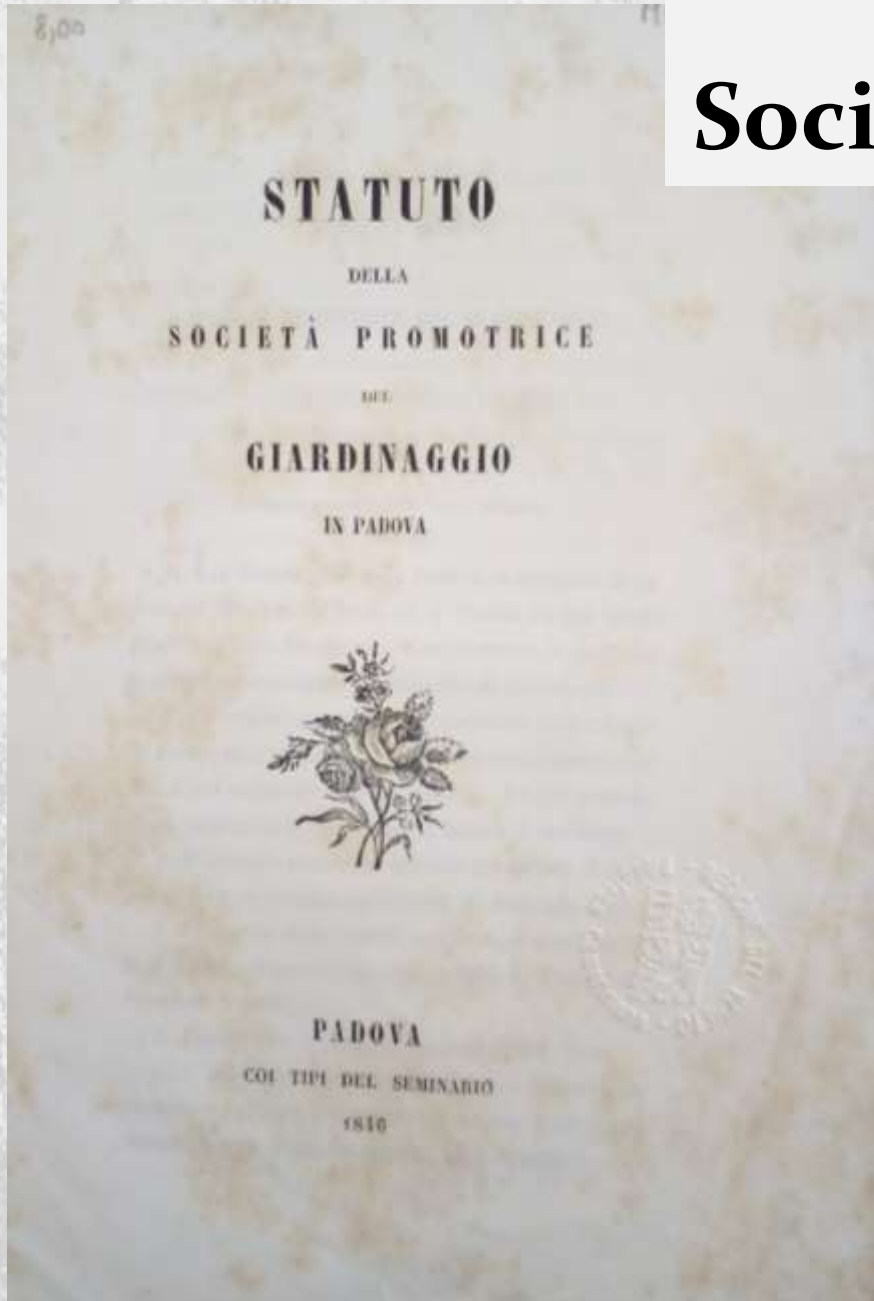 8,00
Soci
STATUTO
DELLA
SOCIETÀ PROMOTRICE
DEL
GIARDINAGGIO
IN PADOVA
PADOVA
COI TIPI DEL SEMINARIO